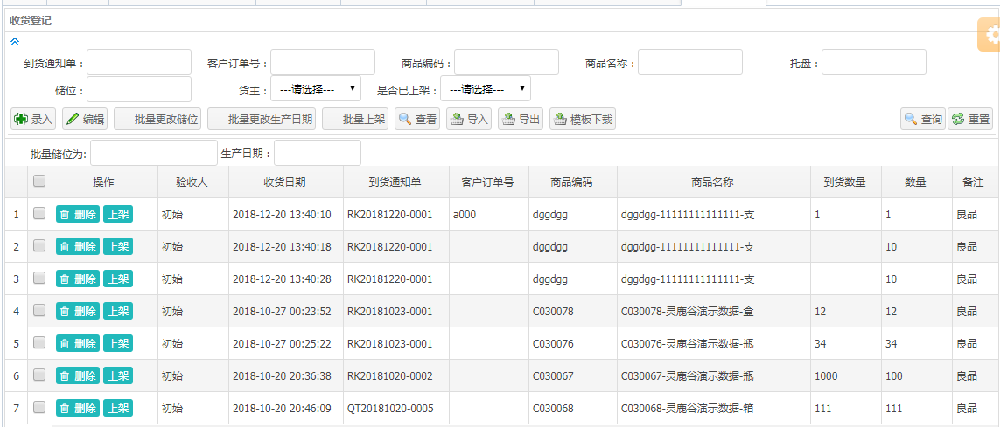 收货登记
到货通知单： 客户订单号： 商品编码： 商品名称： 托盘：
储位： 货主： ---请选择--- 是否已上架： ---请选择---
录入 编辑 批量更改储位 批量更改生产日期 批量上架 查看 导入 导出 模板下载 查询 重置
批量储位为: 生产日期：
操作 验收人 收货日期 到货通知单 客户订单号 商品编码 商品名称 到货数量 数量 备注
1 删除 上架 初始 2018-12-20 13:40:10 RK20181220-0001 a000 dggdgg dggdgg-11111111111111-支 1 1 良品
2 删除 上架 初始 2018-12-20 13:40:18 RK20181220-0001 dggdgg dggdgg-11111111111111-支 10 良品
3 删除 上架 初始 2018-12-20 13:40:28 RK20181220-0001 dggdgg dggdgg-11111111111111-支 10 良品
4 删除 上架 初始 2018-10-27 00:23:52 RK20181023-0001 C030078 C030078-灵鹿谷演示数据-盒 12 12 良品
5 删除 上架 初始 2018-10-27 00:25:22 RK20181023-0001 C030076 C030076-灵鹿谷演示数据-瓶 34 34 良品
6 删除 上架 初始 2018-10-20 20:36:38 RK20181020-0002 C030067 C030067-灵鹿谷演示数据-瓶 1000 100 良品
7 删除 上架 初始 2018-10-20 20:46:09 QT20181020-0005 C030068 C030068-灵鹿谷演示数据-箱 111 111 良品